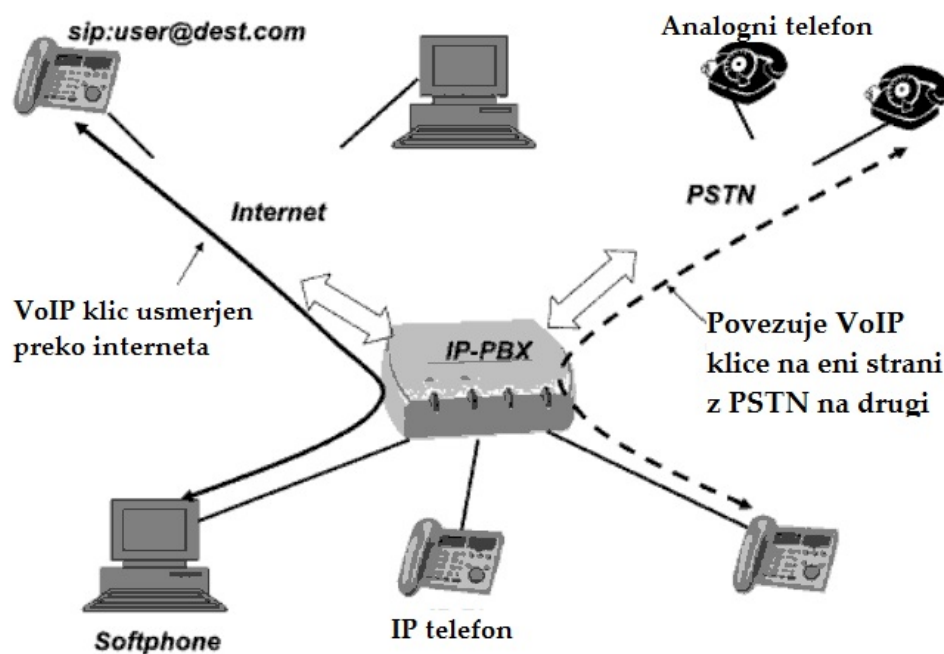 sip:user@dest.com
Analogni telefon
Internet
PSTN
VoIP klic usmerjen
preko interneta
IP-PBX
Povezuje VoIP
klice na eni strani
z PSTN na drugi
Softphone
IP telefon